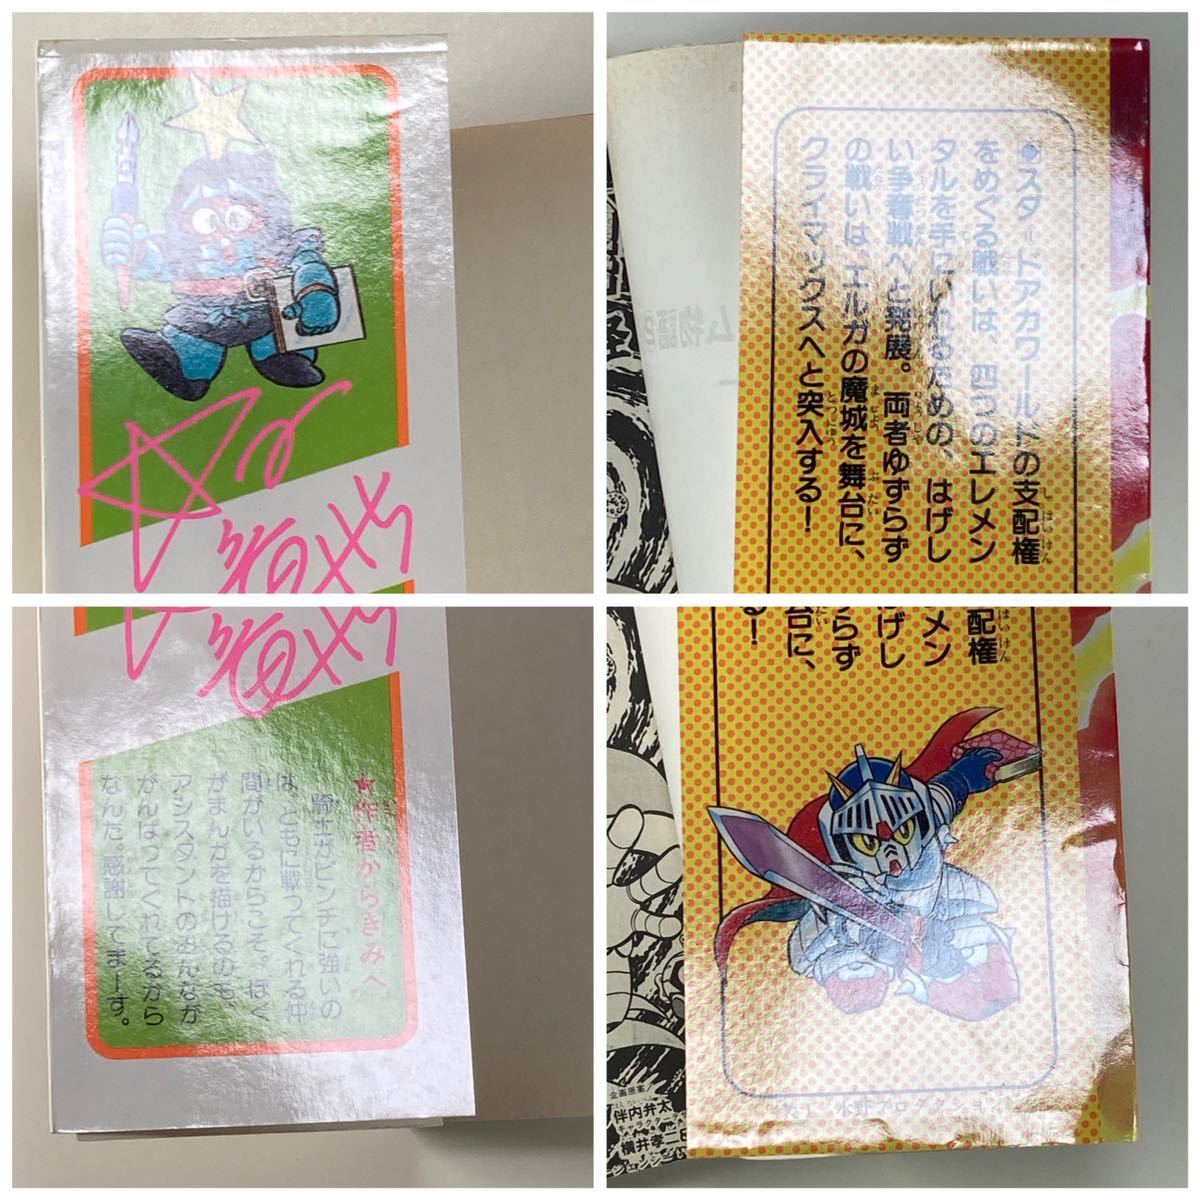 ★作者からきみへ
騎士がピンチに強いの
は、ともに戦ってくれる仲
間がいるからこそ。ぼく
がまんがを描けるのも
アシスタントのみんなが
がんばってくれてるから
なんだ。感謝してまーす。
スダ=ドアカワールドの支配権
をめぐる戦いは、四つのエレメン
タルを手にいれるための、はげし
い争奪戦へと発展。両者ゆずらず
の戦いは、エルガの魔城を舞台に、
クライマックスへと突入する!
配権
メン
はげし
らず
台に、
る!
企画原案/
伴内弁太
横井孝二
ム物語